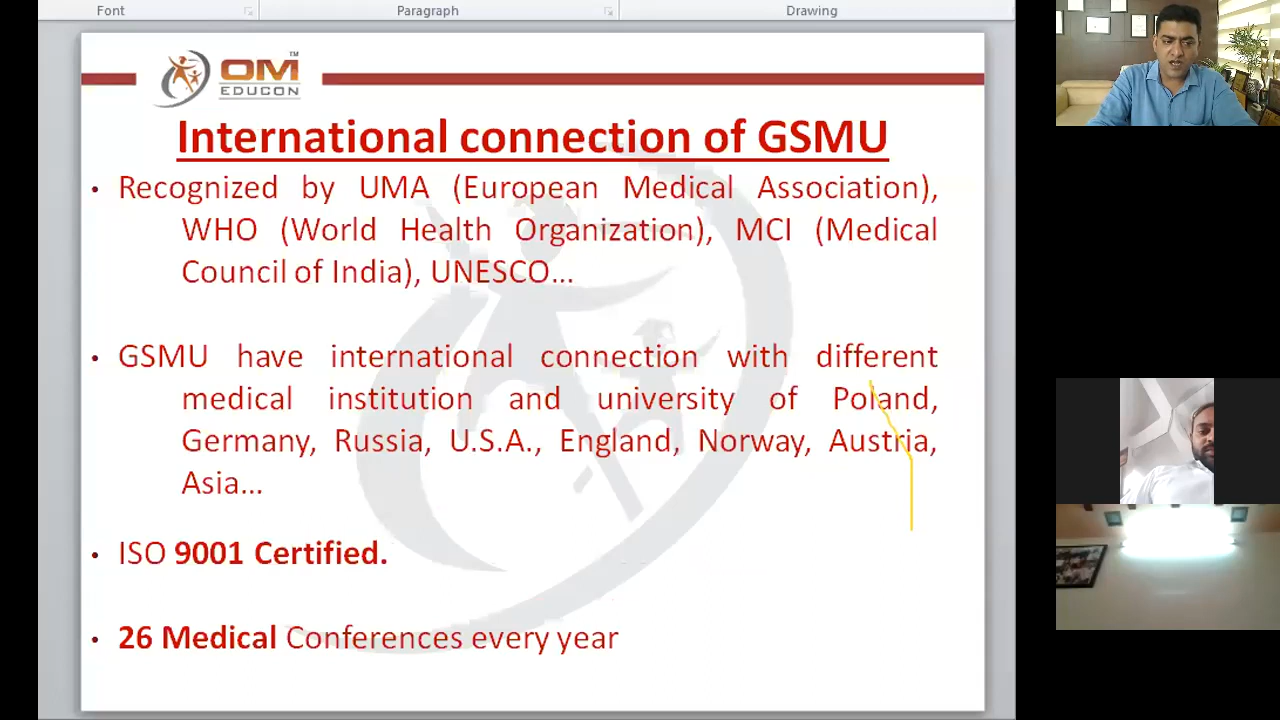 Font Paragraph Drawing
OM™
EDUCON
International connection of GSMU
• Recognized by UMA (European Medical Association),
WHO (World Health Organization), MCI (Medical
Council of India), UNESCO...
• GSMU have international connection with different
medical institution and university of Poland,
Germany, Russia, U.S.A., England, Norway, Austria,
Asia...
• ISO 9001 Certified.
• 26 Medical Conferences every year